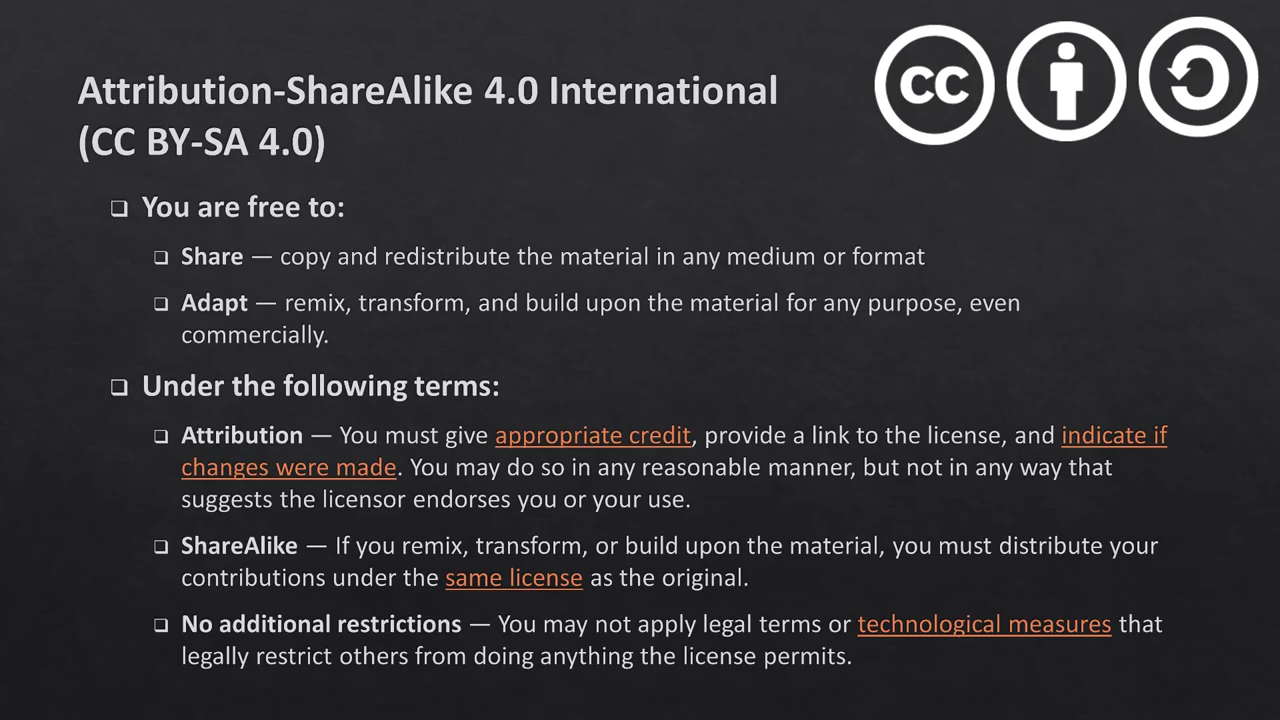 Attribution-ShareAlike 4.0 International
(CC BY-SA 4.0)
cc
You are free to:
Share — copy and redistribute the material in any medium or format
Adapt — remix, transform, and build upon the material for any purpose, even
commercially.
Under the following terms:
Attribution — You must give appropriate credit, provide a link to the license, and indicate if
changes were made. You may do so in any reasonable manner, but not in any way that
suggests the licensor endorses you or your use.
ShareAlike — If you remix, transform, or build upon the material, you must distribute your
contributions under the same license as the original.
No additional restrictions — You may not apply legal terms or technological measures that
legally restrict others from doing anything the license permits.